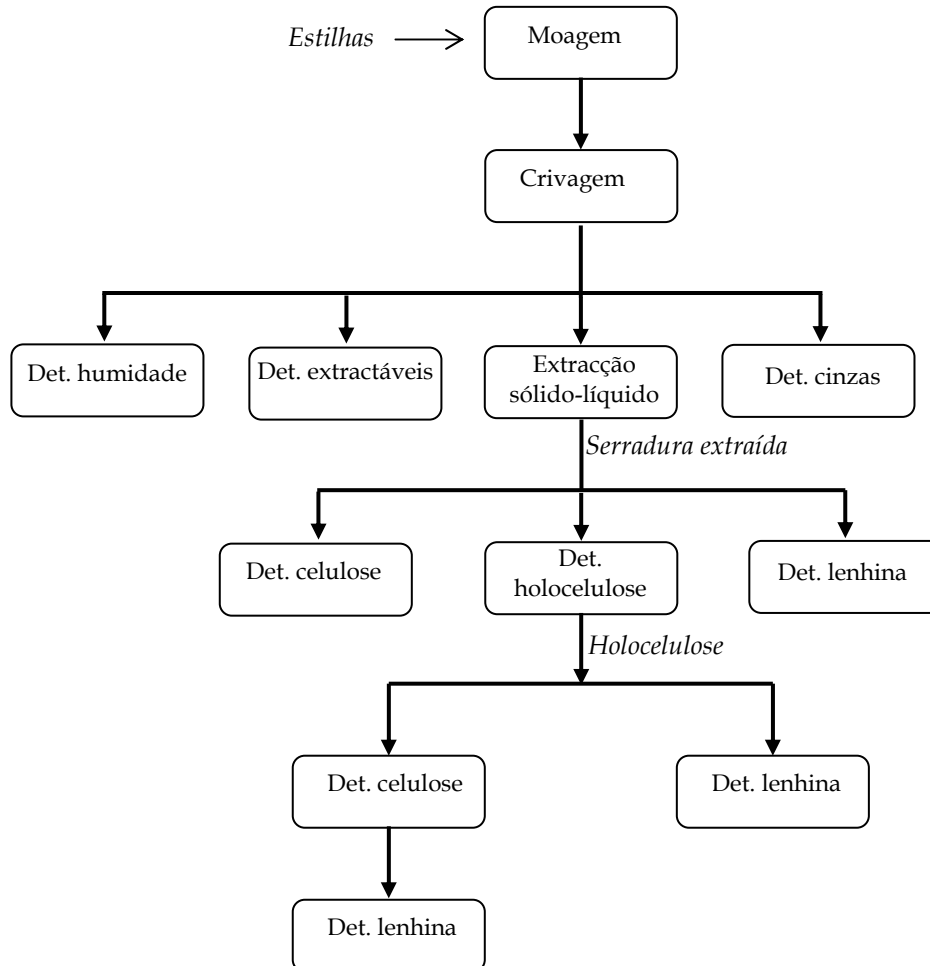 Estilhas
Moagem
Crivagem
Det. humidade
Det. extractáveis
Extracção
sólido-líquido
Det. cinzas
Serradura extraída
Det. celulose
Det.
holocelulose
Det. lenhina
Holocelulose
Det. celulose
Det. lenhina
Det. lenhina